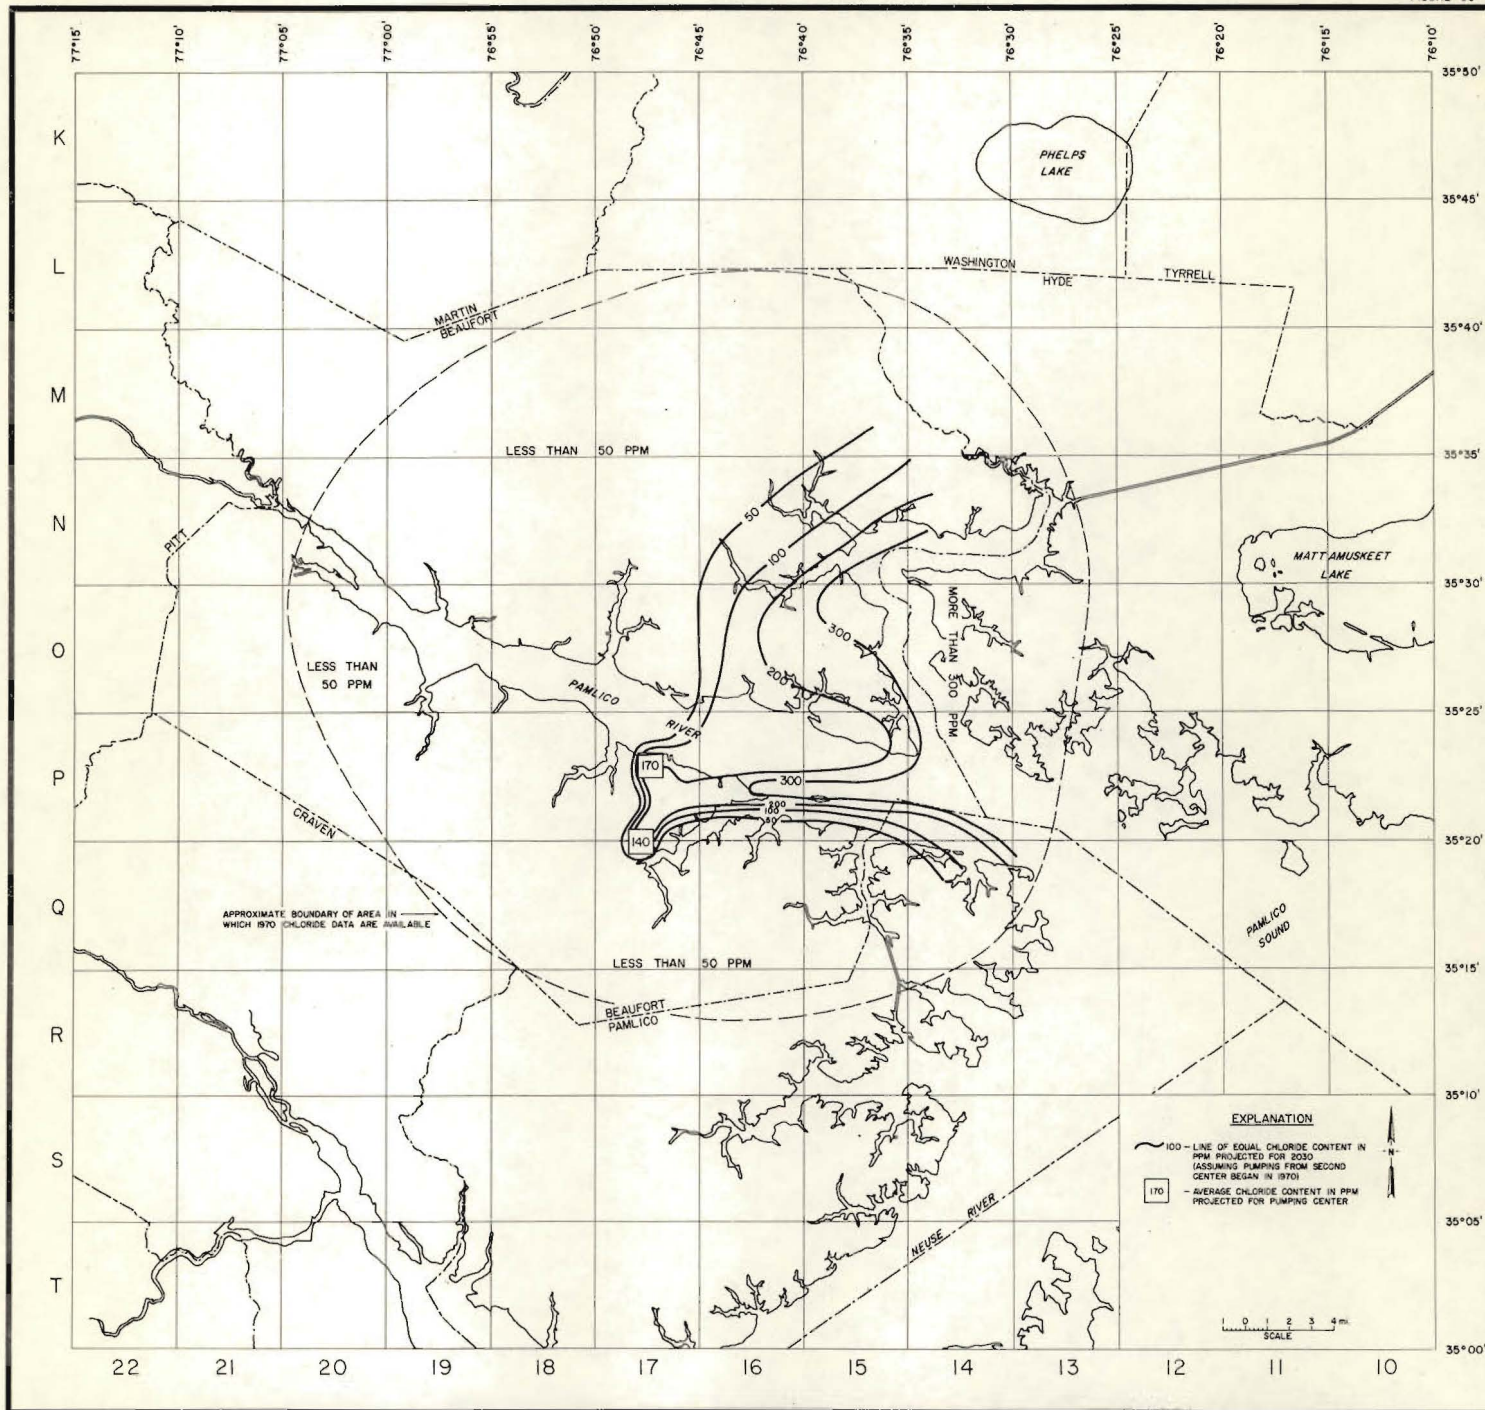 77°15'
77°10'
77°05'
77°00'
76°55'
76°50'
76°45'
76°40'
76°35'
76°30'
76°25'
76°20'
76°15'
76°10'
35°50'
K
PHELPS
LAKE
35°45'
L
WASHINGTON
HYDE
TYRRELL
MARTIN
BEAUFORT
35°40'
M
LESS THAN 50 PPM
35°35'
N
50
100
PITT
MATTAMUSKEET
LAKE
35°30'
MORE THAN 300 PPM
300
O
LESS THAN
50 PPM
200
PAMLICO
RIVER
35°25'
P
170
300
200
100
50
CRAVEN
140
35°20'
Q
APPROXIMATE BOUNDARY OF AREA IN
WHICH 1970 CHLORIDE DATA ARE AVAILABLE
PAMLICO
SOUND
LESS THAN 50 PPM
35°15'
BEAUFORT
PAMLICO
R
35°10'
EXPLANATION
100 – LINE OF EQUAL CHLORIDE CONTENT IN
PPM PROJECTED FOR 2030
(ASSUMING PUMPING FROM SECOND
CENTER BEGAN IN 1970)
N
170 – AVERAGE CHLORIDE CONTENT IN PPM
PROJECTED FOR PUMPING CENTER
S
NEUSE RIVER
35°05'
T
1 0 1 2 3 4 mi.
SCALE
35°00'
22 21 20 19 18 17 16 15 14 13 12 11 10